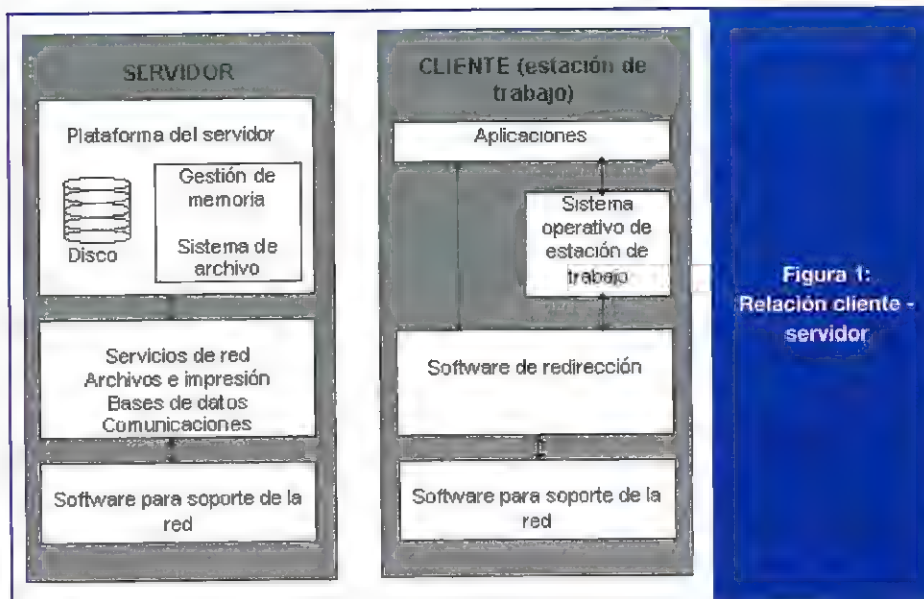 SERVIDOR
Plataforma del servidor
Disco
Gestión de
memoria
Sistema de
archivo
Servicios de red
Archivos e impresión
Bases de datos
Comunicaciones
Software para soporte de la
red
CLIENTE (estación de
trabajo)
Aplicaciones
Sistema
operativo de
estación de
trabajo
Software de redirección
Software para soporte de la
red
Figura 1:
Relación cliente -
servidor